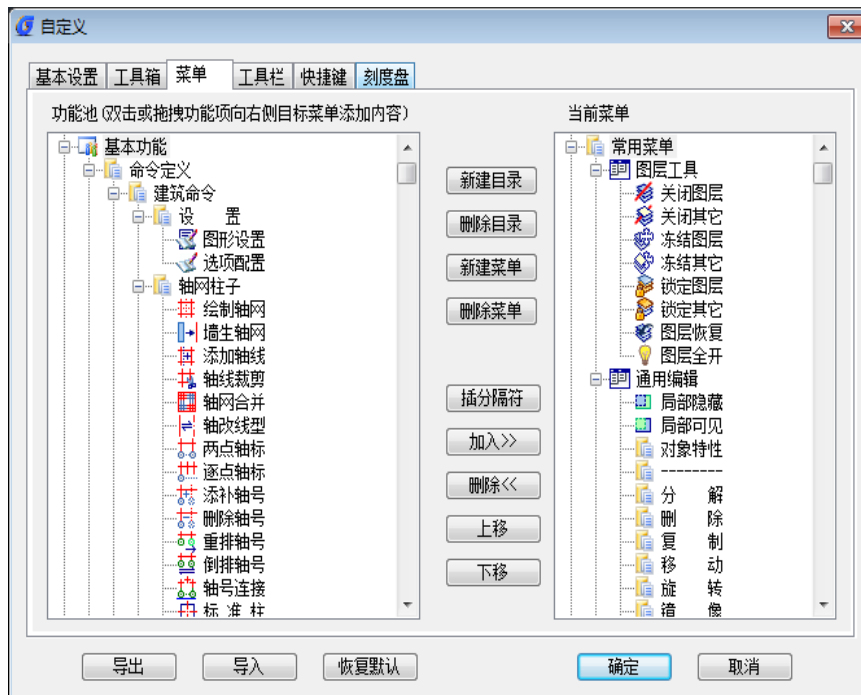 自定义
基本设置 工具箱 菜单 工具栏 快捷键 刻度盘
功能池(双击或拖拽功能项向右侧目标菜单添加内容)
基本功能
命令定义
建筑命令
设 置
图形设置
选项配置
轴网柱子
绘制轴网
墙生轴网
添加轴线
轴线裁剪
轴网合并
轴改线型
两点轴标
逐点轴标
添补轴号
删除轴号
重排轴号
倒排轴号
轴号连接
标 准 柱
新建目录
删除目录
新建菜单
删除菜单
插分隔符
加入>>
删除<<
上移
下移
当前菜单
常用菜单
图层工具
关闭图层
关闭其它
冻结图层
冻结其它
锁定图层
锁定其它
图层恢复
图层全开
通用编辑
局部隐藏
局部可见
对象特性
--------
分 解
删 除
复 制
移 动
旋 转
镜 像
导出 导入 恢复默认 确定 取消